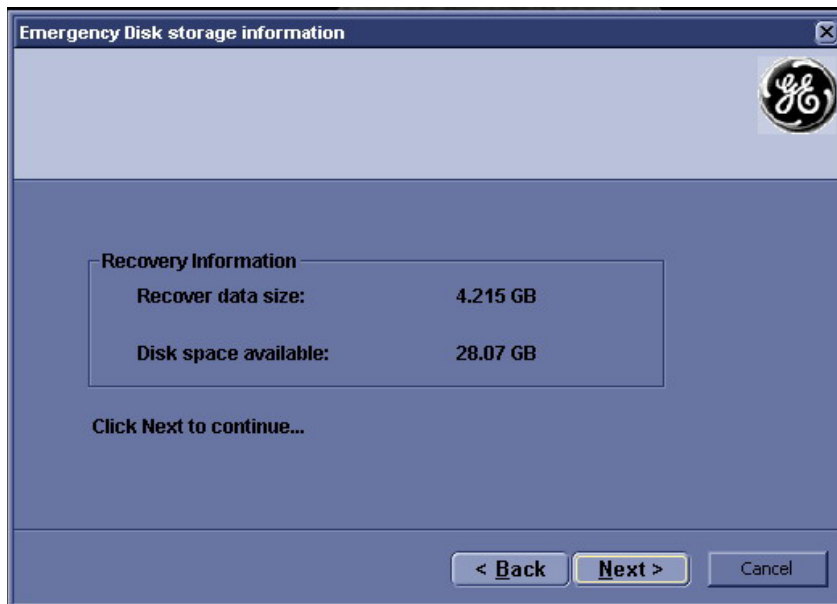 Emergency Disk storage information
GE
Recovery Information
Recover data size: 4.215 GB
Disk space available: 28.07 GB
Click Next to continue...
< Back Next > Cancel